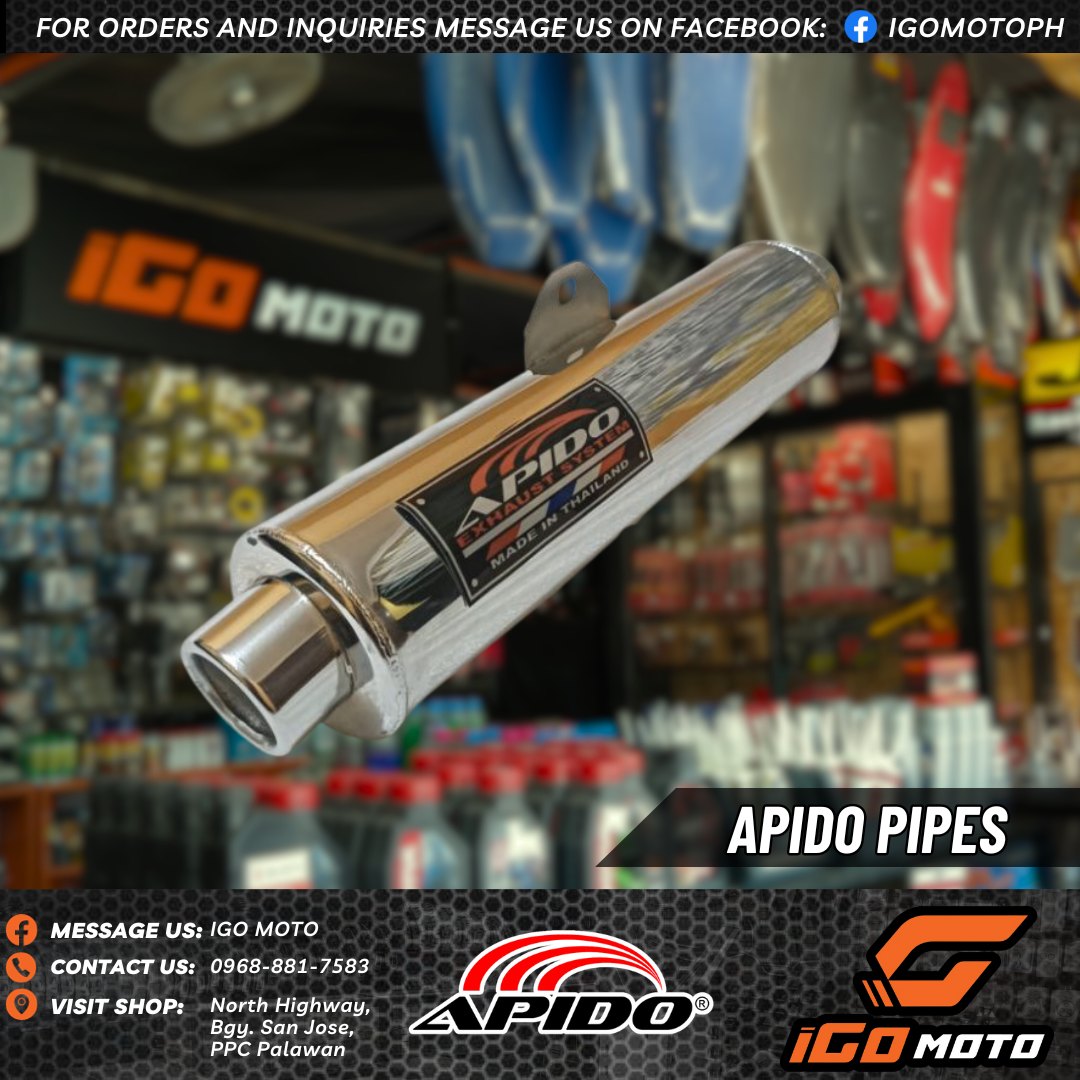 FOR ORDERS AND INQUIRIES MESSAGE US ON FACEBOOK: IGOMOTOPH
iGO MOTO
APIDO
EXHAUST SYSTEM
MADE IN THAILAND
APIDO PIPES
MESSAGE US: IGO MOTO
CONTACT US: 0968-881-7583
VISIT SHOP: North Highway,
Bgy. San Jose,
PPC Palawan
APIDO®
iGO MOTO